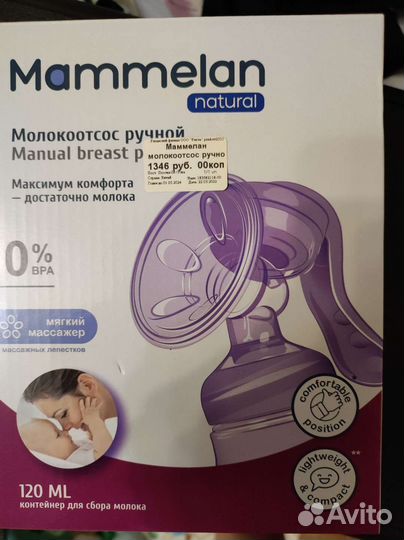 Mammelan
natural
Молокоотсос ручной
Manual breast p
Маммелан
молокоотсос ручно
1346 руб. 00коп
Максимум комфорта
— достаточно молока
0%
BPA
мягкий
массажер
массажных лепестков
comfortable
position
lightweight
& compact
**
120 ML
контейнер для сбора молока
Avito